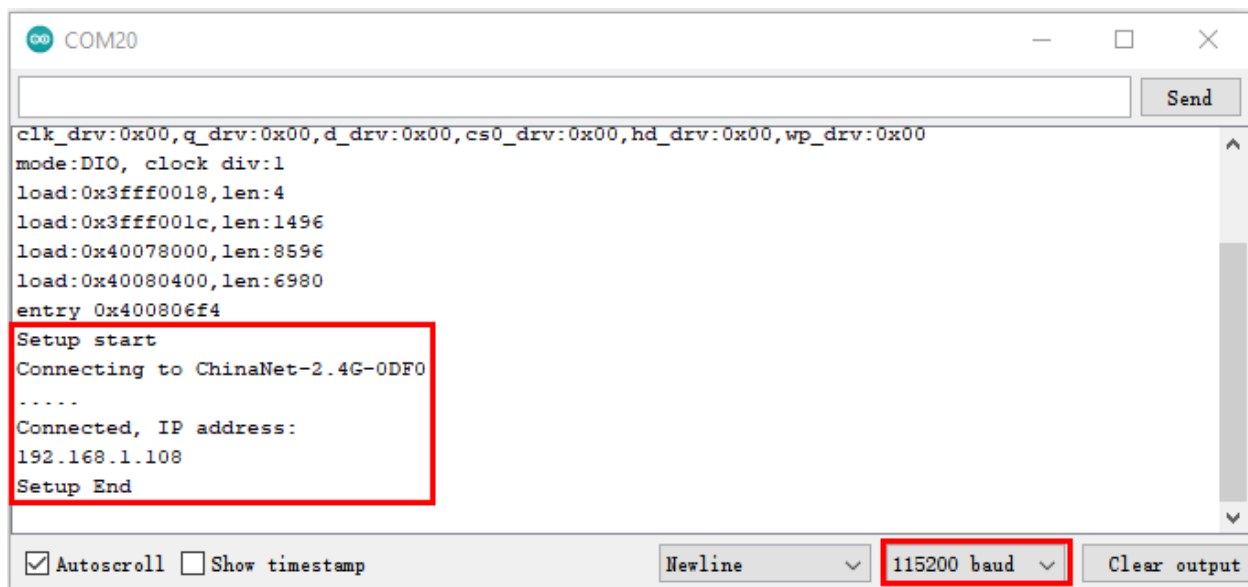 COM20
Send
clk_drv:0x00,q_drv:0x00,d_drv:0x00,cs0_drv:0x00,hd_drv:0x00,wp_drv:0x00
mode:DIO, clock div:1
load:0x3fff0018,len:4
load:0x3fff001c,len:1496
load:0x40078000,len:8596
load:0x40080400,len:6980
entry 0x400806f4
Setup start
Connecting to ChinaNet-2.4G-0DF0
.....
Connected, IP address:
192.168.1.108
Setup End
Autoscroll Show timestamp Newline 115200 baud Clear output